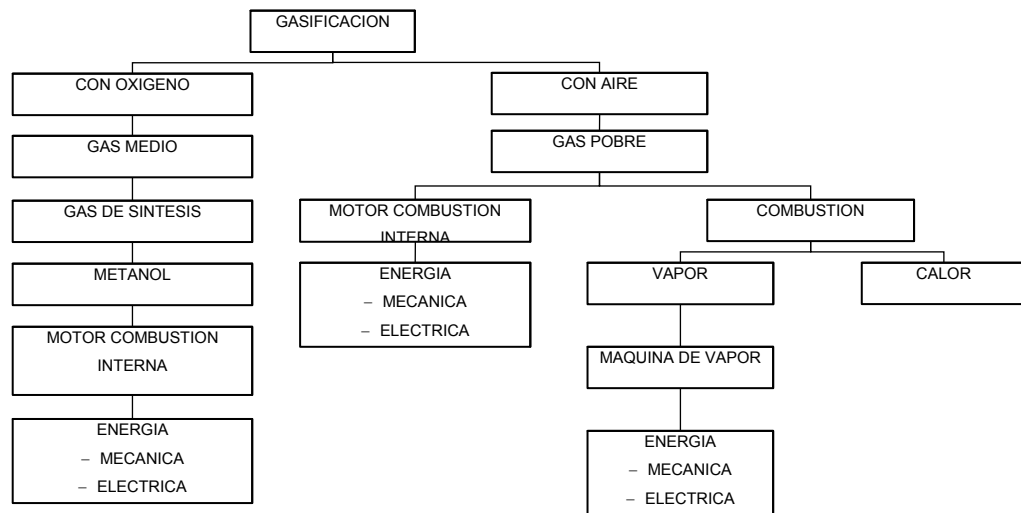 GASIFICACION
CON OXIGENO
CON AIRE
GAS MEDIO
GAS POBRE
GAS DE SINTESIS
MOTOR COMBUSTION
INTERNA
COMBUSTION
METANOL
ENERGIA
– MECANICA
– ELECTRICA
VAPOR
CALOR
MOTOR COMBUSTION
INTERNA
MAQUINA DE VAPOR
ENERGIA
– MECANICA
– ELECTRICA
ENERGIA
– MECANICA
– ELECTRICA